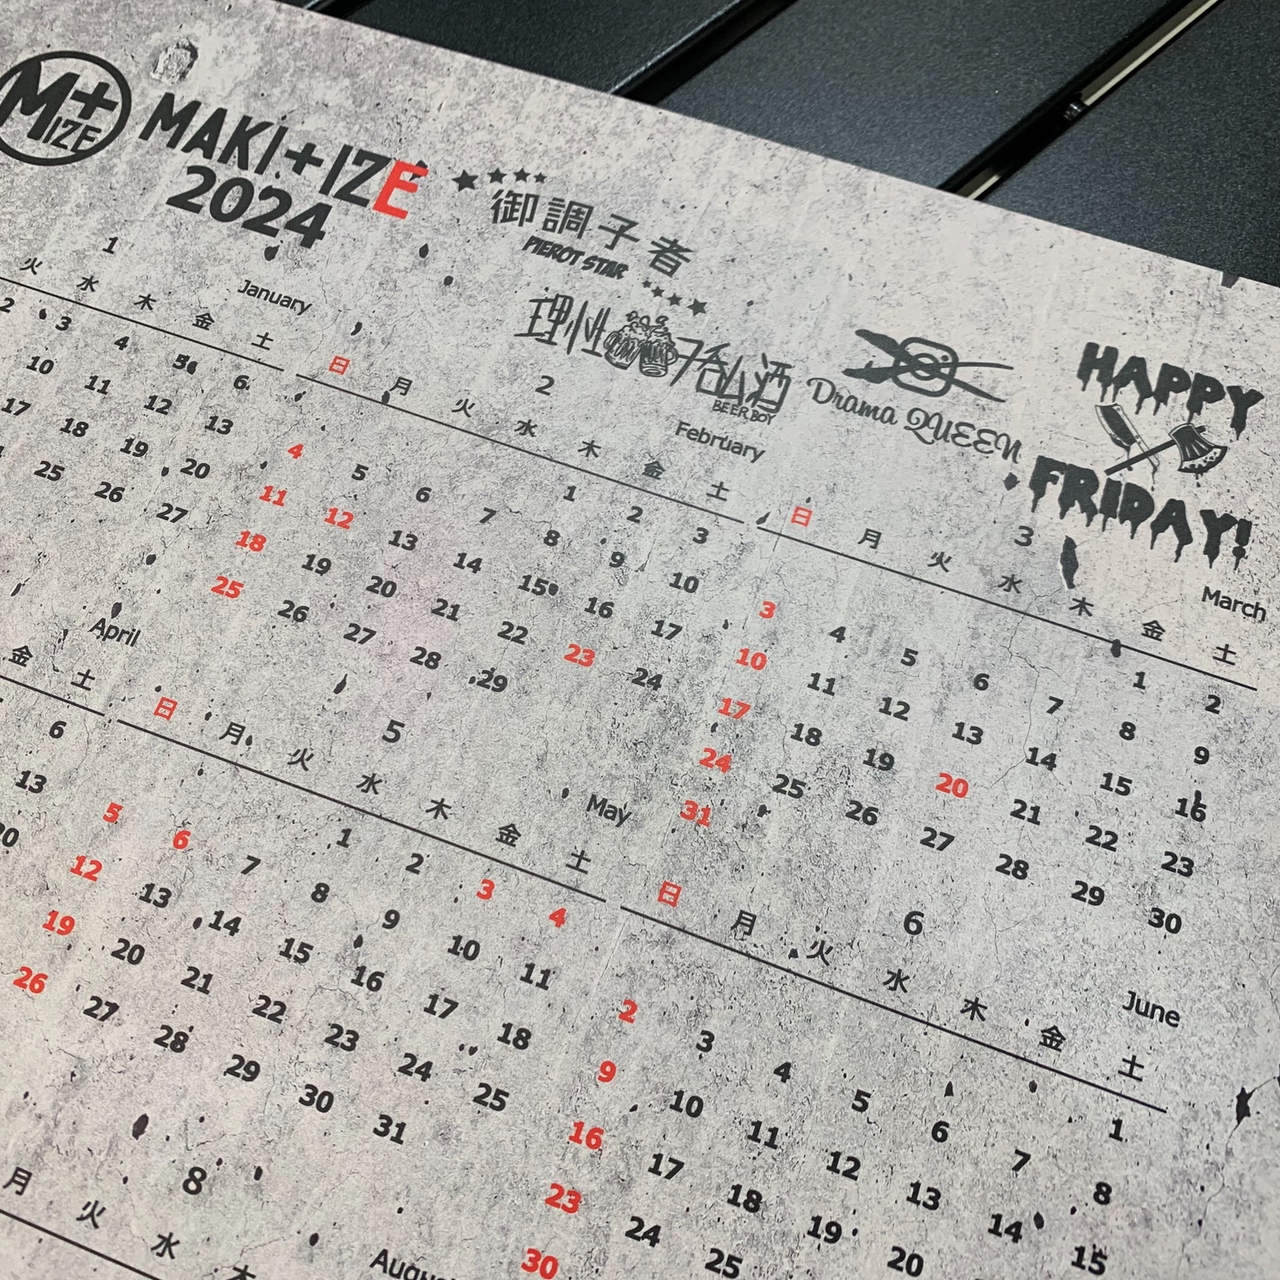 M+
IZE
MAKI+IZE
2024
御調子者
PIEROT STAR
理性
酒
BEER BOY
Drama QUEEN
HAPPY
FRIDAY!
1
January
火 水 木 金 土
2 3 4 5 6
10 11 12 13
17 18 19 20
25 26 27
2
February
日 月 火 水 木 金 土
1 2 3
4 5 6 7 8 9 10
11 12 13 14 15 16 17
18 19 20 21 22 23 24
25 26 27 28 29
3
March
日 月 火 水 木 金 土
1 2
3 4 5 6 7 8 9
10 11 12 13 14 15 16
17 18 19 20 21 22 23
24 25 26 27 28 29 30
31
April
金 土
6
13
5
May
日 月 火 水 木 金 土
1 2 3 4
5 6 7 8 9 10 11
12 13 14 15 16 17 18
19 20 21 22 23 24 25
26 27 28 29 30 31
6
June
日 月 火 水 木 金 土
1
2 3 4 5 6 7 8
9 10 11 12 13 14 15
16 17 18 19 20
23 24 25
30
8
August
月 火 水 木